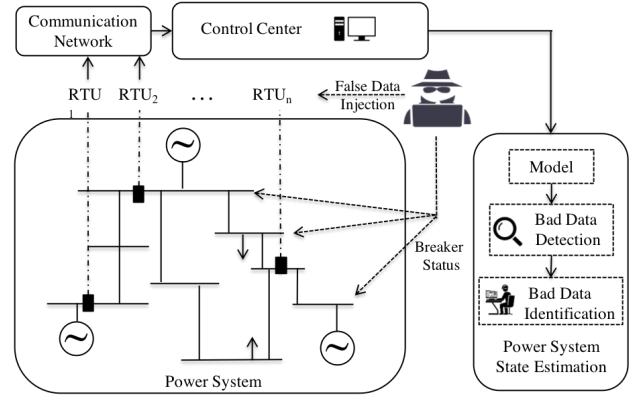 Communication
Network
Control Center
RTU
RTU2
...
RTUn
False Data
Injection
Breaker
Status
Power System
Model
Bad Data
Detection
Bad Data
Identification
Power System
State Estimation